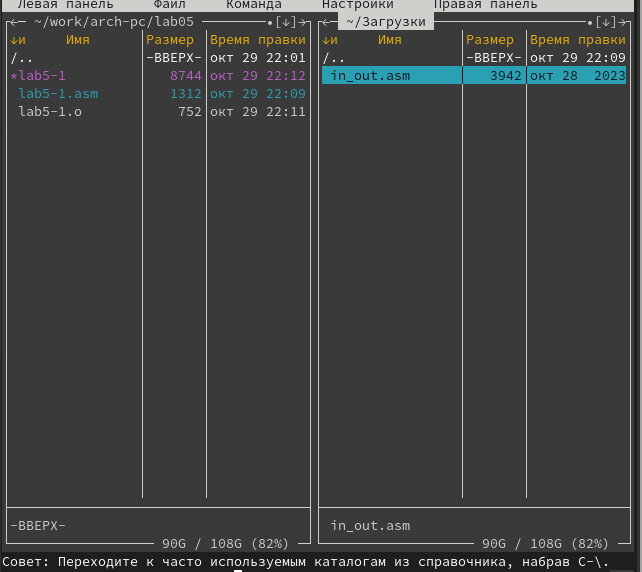 Левая панель Файл Команда Настройки Правая панель
←─ ~/work/arch-pc/lab05 ─•[↓]→ ←─ ~/Загрузки ─•[↓]→
↓и Имя Размер Время правки ↓и Имя Размер Время правки
/.. -ВВЕРХ- окт 29 22:01 /.. -ВВЕРХ- окт 29 22:09
*lab5-1 8744 окт 29 22:12 in_out.asm 3942 окт 28 2023
lab5-1.asm 1312 окт 29 22:09
lab5-1.o 752 окт 29 22:11
-ВВЕРХ- in_out.asm
90G / 108G (82%) 90G / 108G (82%)
Совет: Переходите к часто используемым каталогам из справочника, набрав C-\.